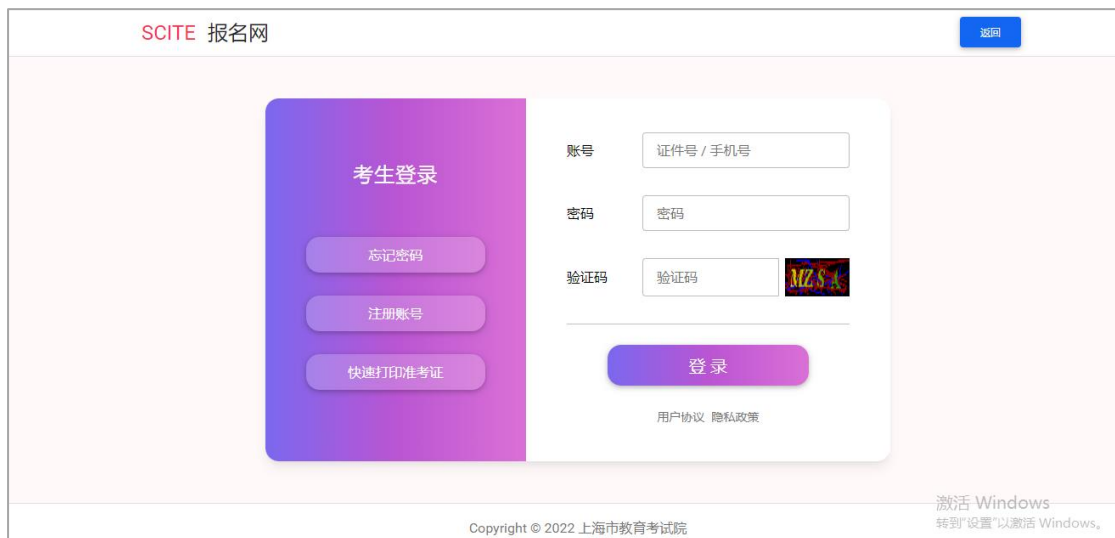 SCITE 报名网
返回
考生登录
忘记密码
注册账号
快速打印准考证
账号 证件号 / 手机号
密码 密码
验证码 验证码 MZSA
登录
用户协议 隐私政策
激活 Windows
转到"设置"以激活 Windows。
Copyright © 2022 上海市教育考试院